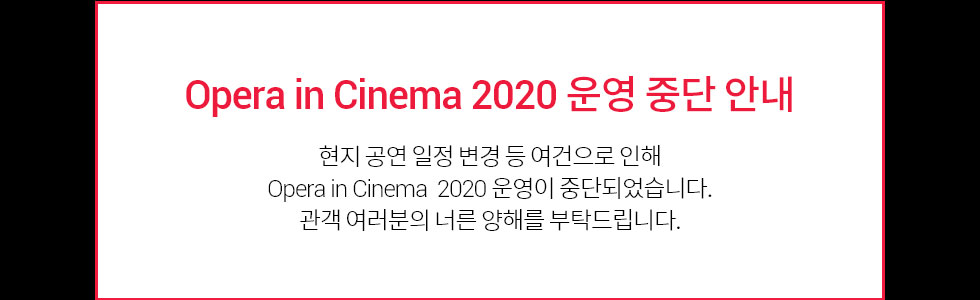 Opera in Cinema 2020 운영 중단 안내
현지 공연 일정 변경 등 여건으로 인해
Opera in Cinema 2020 운영이 중단되었습니다.
관객 여러분의 너른 양해를 부탁드립니다.